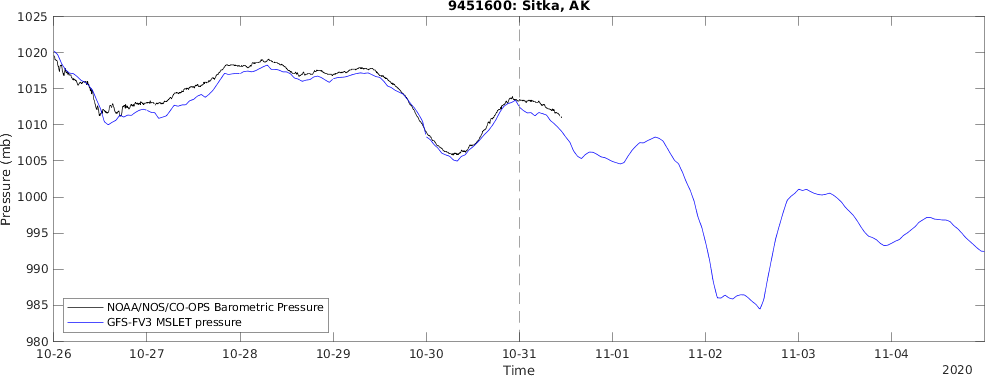 9451600: Sitka, AK
1025
1020
1015
1010
1005
1000
995
990
985
980
Pressure (mb)
NOAA/NOS/CO-OPS Barometric Pressure
GFS-FV3 MSLET pressure
10-26 10-27 10-28 10-29 10-30 10-31 11-01 11-02 11-03 11-04
Time
2020